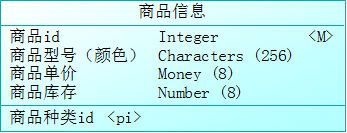 商品信息
商品id Integer <M>
商品型号（颜色） Characters (256)
商品单价 Money (8)
商品库存 Number (8)
商品种类id <pi>